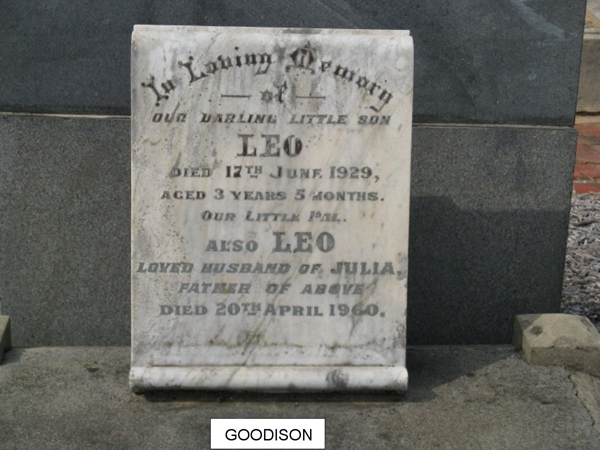 In Loving Memory
— of —
OUR DARLING LITTLE SON
LEO
DIED 17TH JUNE 1929,
AGED 3 YEARS 5 MONTHS.
OUR LITTLE PAL.
ALSO LEO
LOVED HUSBAND OF JULIA,
FATHER OF ABOVE
DIED 20TH APRIL 1960.
GOODISON